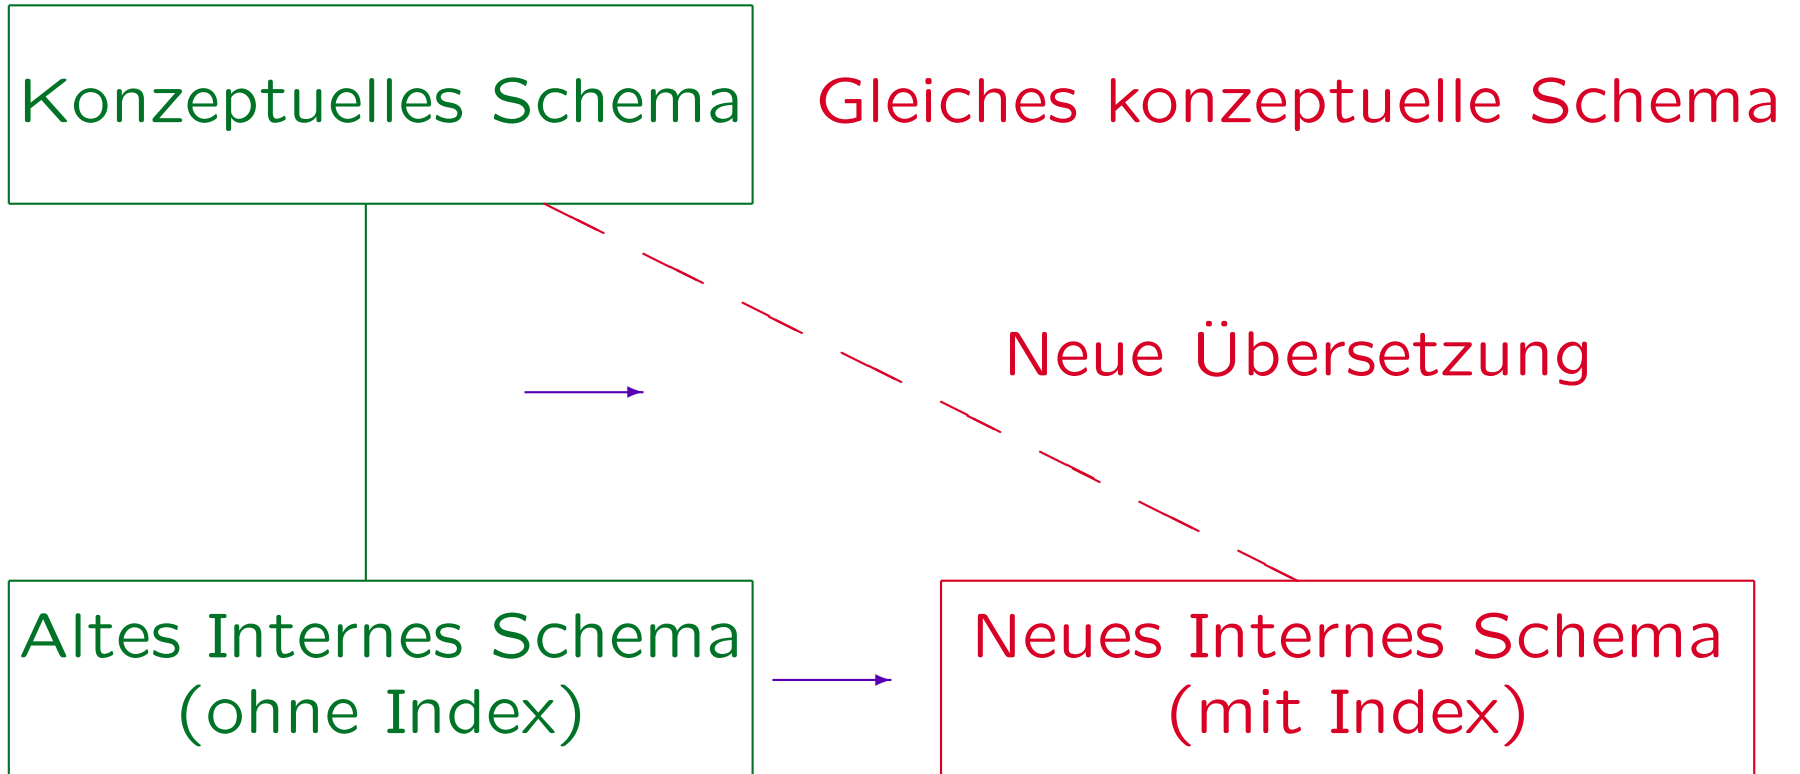 Konzeptuelles Schema
Gleiches konzeptuelle Schema
Neue Übersetzung
Altes Internes Schema
(ohne Index)
Neues Internes Schema
(mit Index)